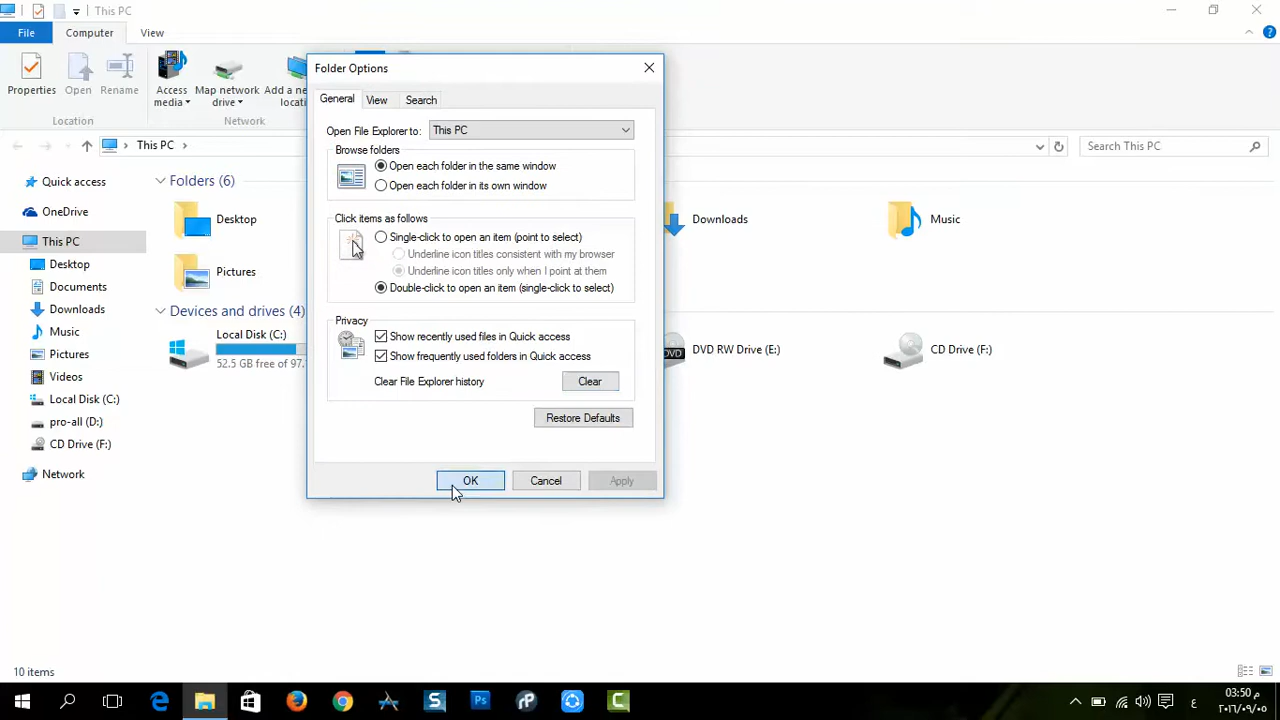 This PC
File
Computer
View
Properties
Open
Rename
Access media
Map network drive
Add a ne
locati
Location
Network
This PC
Search This PC
Quick access
OneDrive
This PC
Desktop
Documents
Downloads
Music
Pictures
Videos
Local Disk (C:)
pro-all (D:)
CD Drive (F:)
Network
Folders (6)
Desktop
Downloads
Music
Pictures
Devices and drives (4)
Local Disk (C:)
52.5 GB free of 97.
DVD RW Drive (E:)
CD Drive (F:)
Folder Options
General
View
Search
Open File Explorer to:
This PC
Browse folders
Open each folder in the same window
Open each folder in its own window
Click items as follows
Single-click to open an item (point to select)
Underline icon titles consistent with my browser
Underline icon titles only when I point at them
Double-click to open an item (single-click to select)
Privacy
Show recently used files in Quick access
Show frequently used folders in Quick access
Clear File Explorer history
Clear
Restore Defaults
OK
Cancel
Apply
10 items
DVD
Ps
S
C
ع
03:50 م
٢٠١٦/٠٩/٠٥